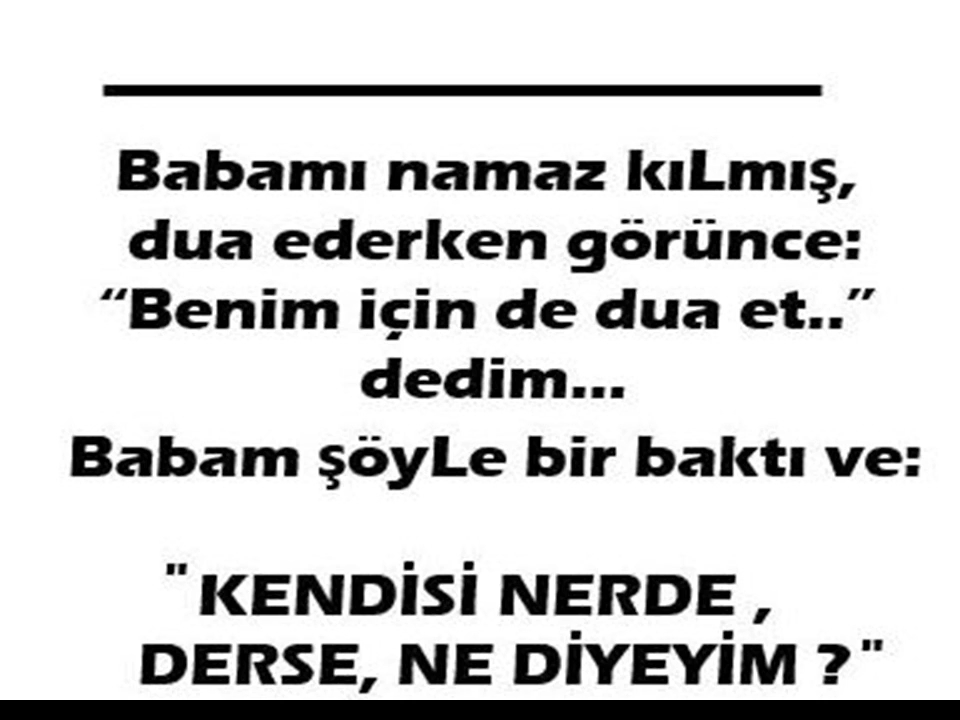 Babamı namaz kıLmış,
dua ederken görünce:
“Benim için de dua et..”
dedim...
Babam şöyLe bir baktı ve:
"KENDİSİ NERDE ,
DERSE, NE DİYEYİM ?"